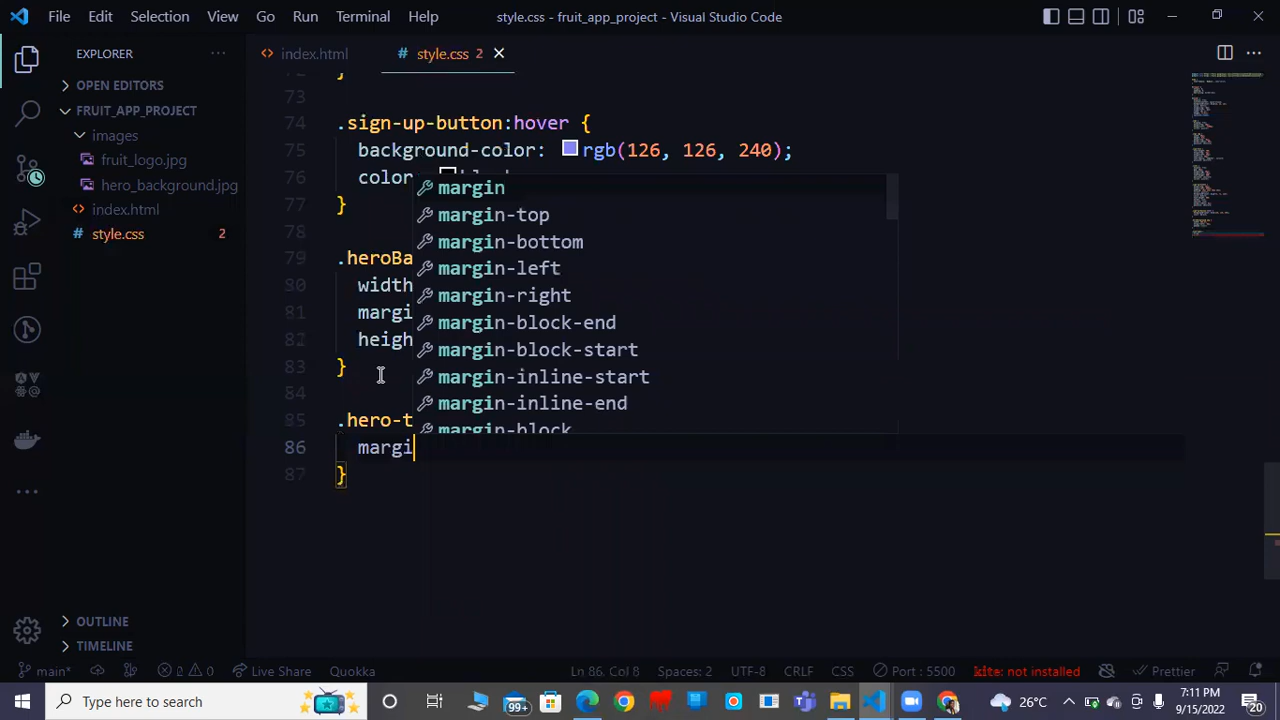 File Edit Selection View Go Run Terminal Help style.css - fruit_app_project - Visual Studio Code
EXPLORER ···
OPEN EDITORS
FRUIT_APP_PROJECT
images
fruit_logo.jpg
hero_background.jpg
index.html
style.css 2
OUTLINE
TIMELINE
index.html style.css 2
73
74 .sign-up-button:hover {
75 background-color: rgb(126, 126, 240);
76 color
77 }
78
79 .heroBa
80 width
81 margi
82 heigh
83 }
84
85 .hero-t
86 margi
87 }
margin
margin-top
margin-bottom
margin-left
margin-right
margin-block-end
margin-block-start
margin-inline-start
margin-inline-end
margin-block
main* 2 0 Live Share Quokka Ln 86, Col 8 Spaces: 2 UTF-8 CRLF CSS Port : 5500 kite: not installed Prettier
Type here to search 99+ 26°C 7:11 PM
9/15/2022 20